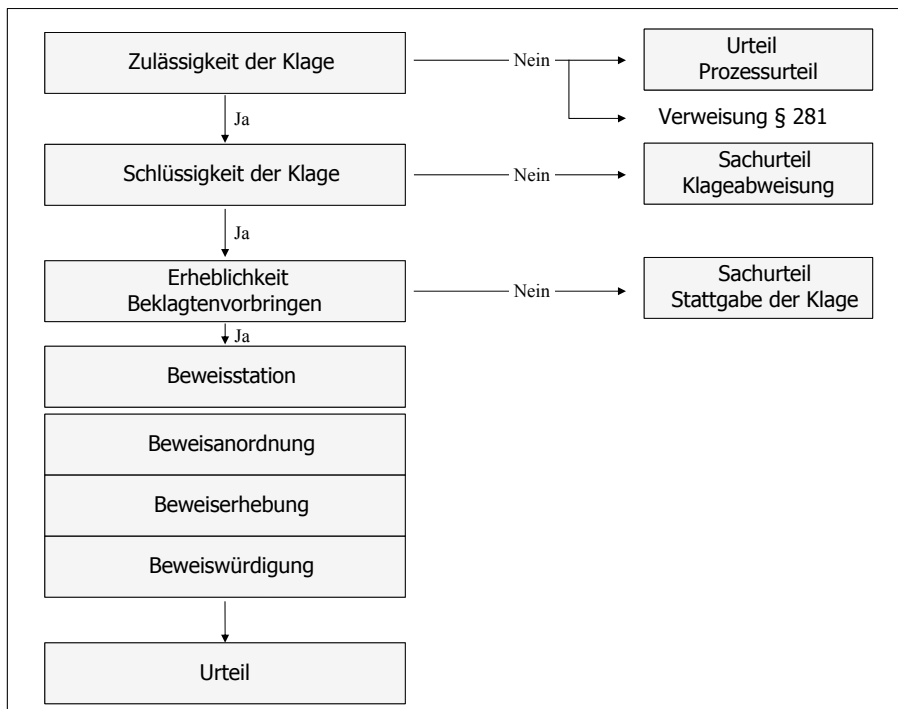 Zulässigkeit der Klage
Nein
Urteil
Prozessurteil
Verweisung § 281
Ja
Schlüssigkeit der Klage
Nein
Sachurteil
Klageabweisung
Ja
Erheblichkeit
Beklagtenvorbringen
Nein
Sachurteil
Stattgabe der Klage
Ja
Beweisstation
Beweisanordnung
Beweiserhebung
Beweiswürdigung
Urteil